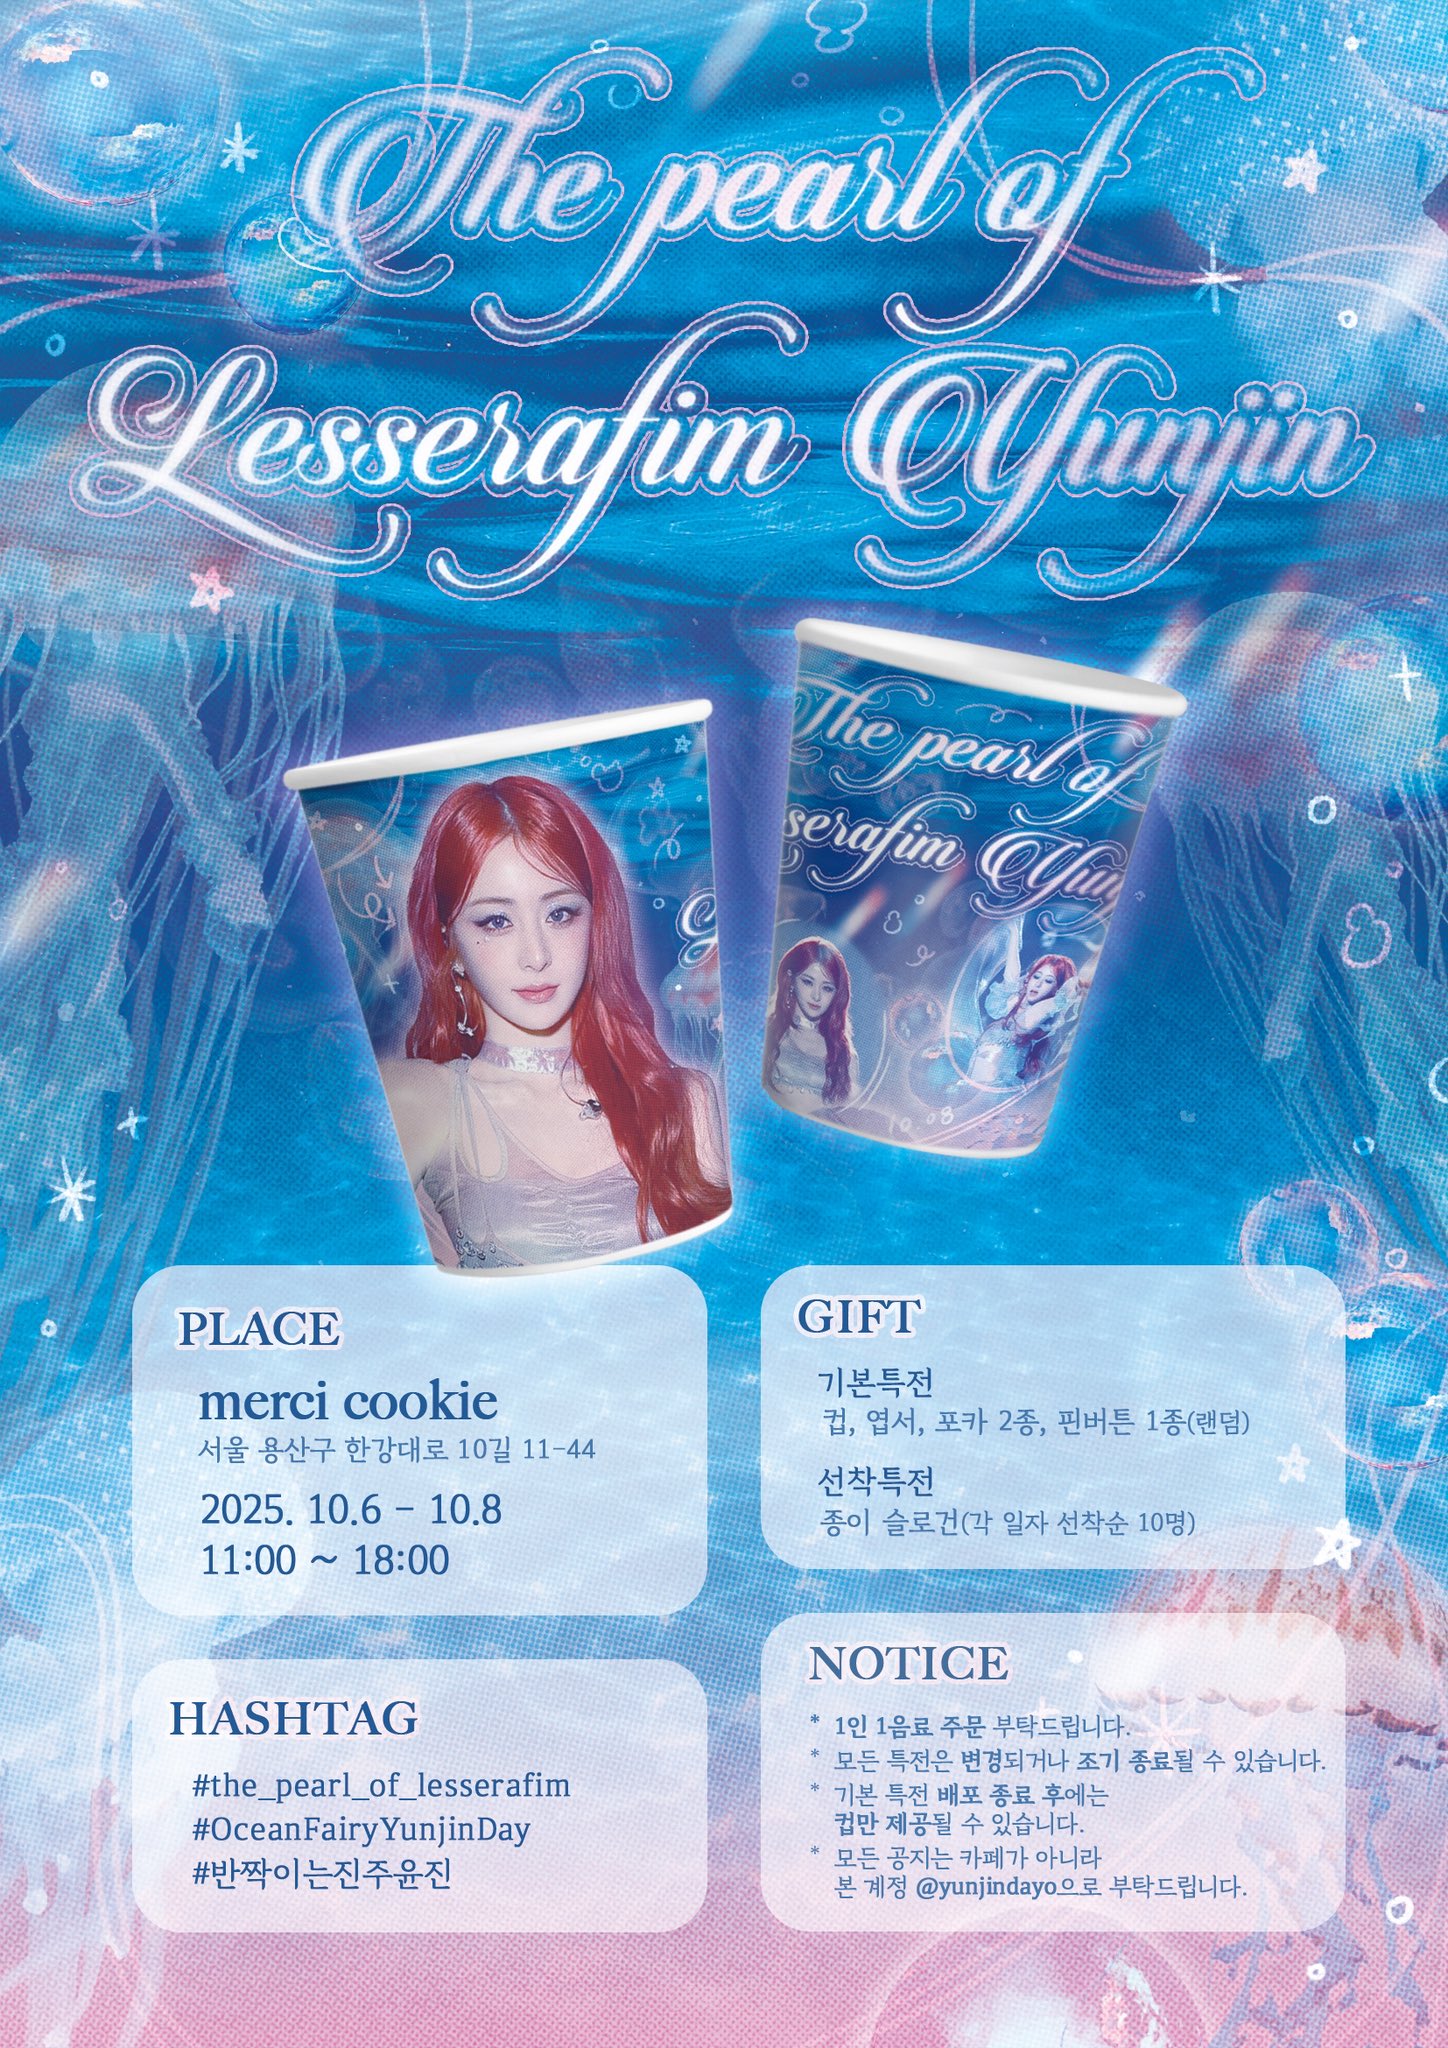 The pearl of
Lesserafim Yunjin
The pearl of
serafim Yun
10.08
PLACE
merci cookie
서울 용산구 한강대로 10길 11-44
2025. 10.6 - 10.8
11:00 ~ 18:00
GIFT
기본특전
컵, 엽서, 포카 2종, 핀버튼 1종(랜덤)
선착특전
종이 슬로건(각 일자 선착순 10명)
HASHTAG
#the_pearl_of_lesserafim
#OceanFairyYunjinDay
#반짝이는진주윤진
NOTICE
* 1인 1음료 주문 부탁드립니다.
* 모든 특전은 변경되거나 조기 종료될 수 있습니다.
* 기본 특전 배포 종료 후에는
컵만 제공될 수 있습니다.
* 모든 공지는 카페가 아니라
본 계정 @yunjindayo으로 부탁드립니다.